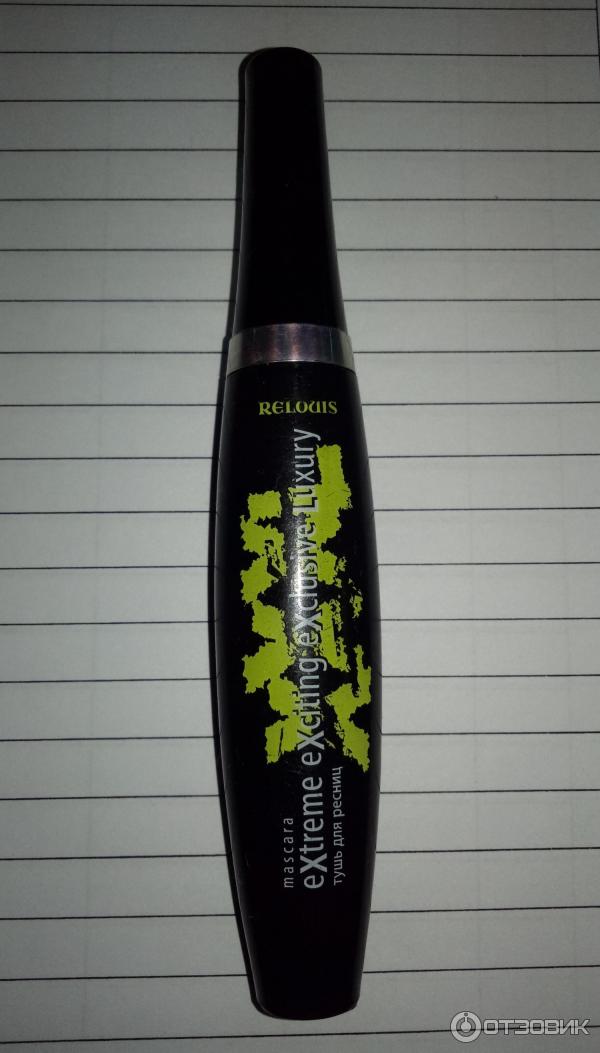 RELOUIS
mascara
eXtreme eXciting eXclusive Luxury
тушь для ресниц
ОТЗОВИК